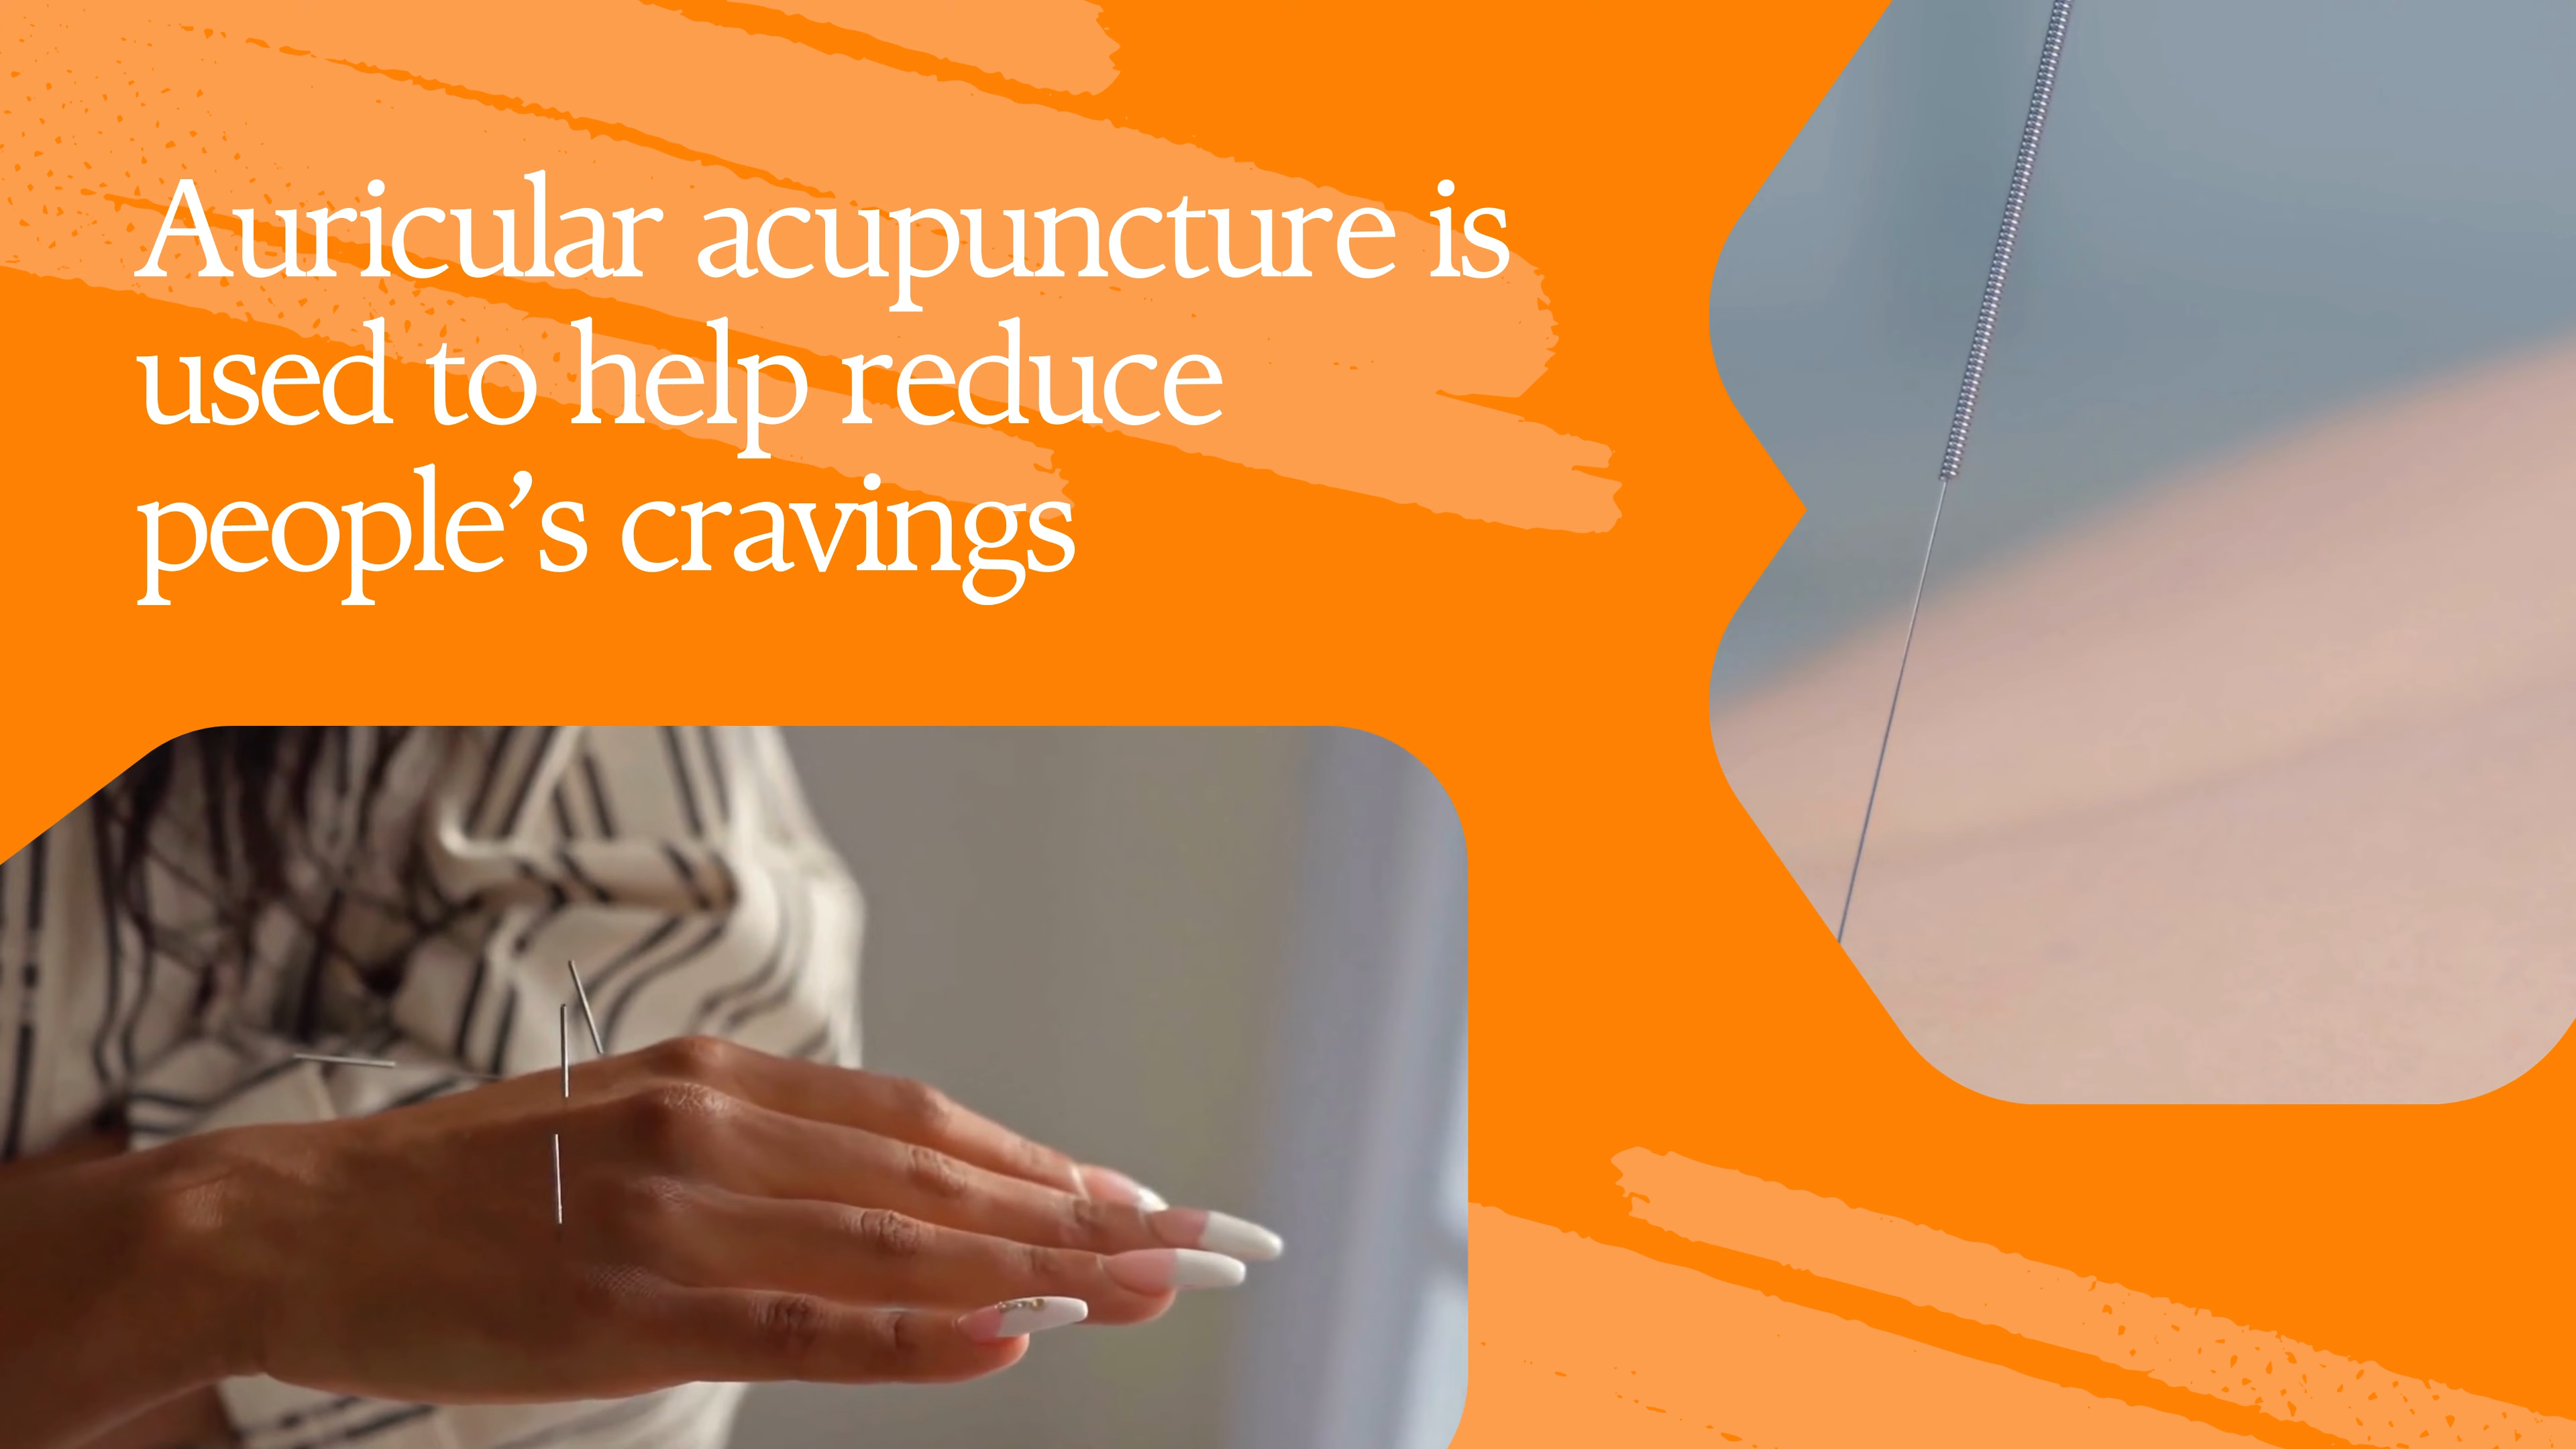 Auricular acupuncture is
used to help reduce
people’s cravings